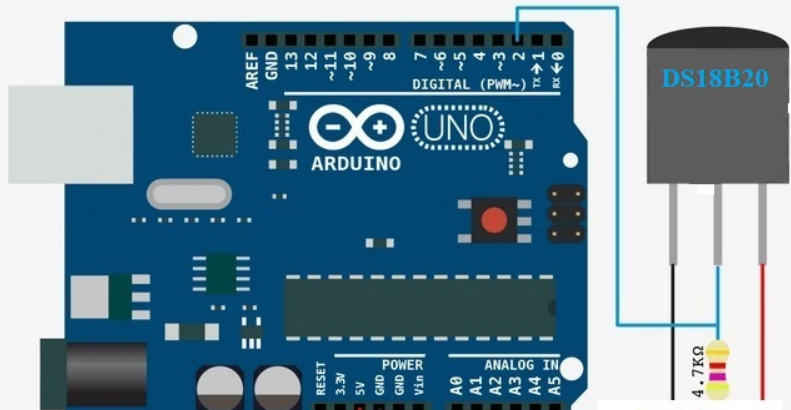 AREF
GND
13
12
~11
~10
~9
8
7
~6
~5
4
~3
2
TX→1
RX←0
DIGITAL (PWM~)
UNO
ARDUINO
DS18B20
4.7KΩ
POWER
ANALOG IN
RESET
3.3V
5V
GND
GND
Vin
A0
A1
A2
A3
A4
A5